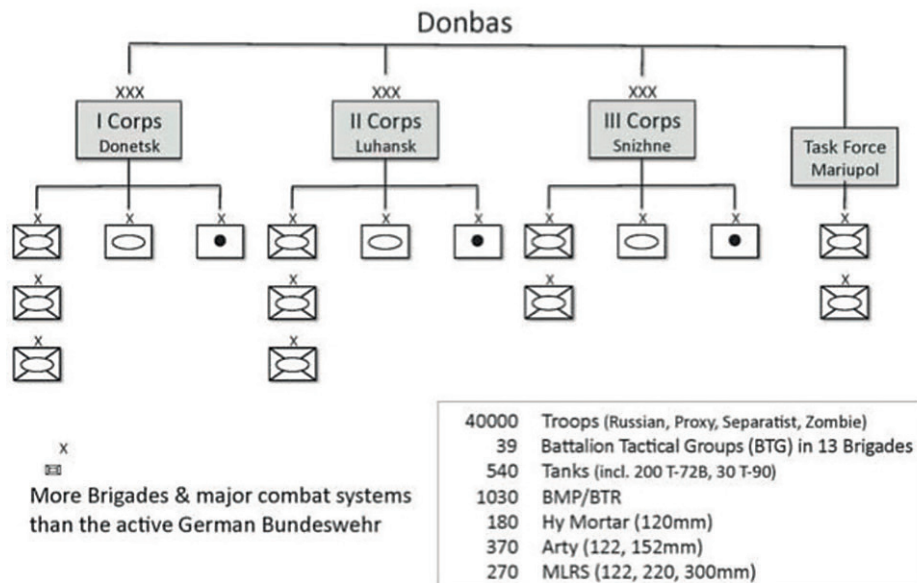 Donbas
XXX
I Corps
Donetsk
XXX
II Corps
Luhansk
XXX
III Corps
Snizhne
Task Force
Mariupol
X X X X X X X X X X
X X X X
X X
X
More Brigades & major combat systems
than the active German Bundeswehr
40000 Troops (Russian, Proxy, Separatist, Zombie)
39 Battalion Tactical Groups (BTG) in 13 Brigades
540 Tanks (incl. 200 T-72B, 30 T-90)
1030 BMP/BTR
180 Hy Mortar (120mm)
370 Arty (122, 152mm)
270 MLRS (122, 220, 300mm)